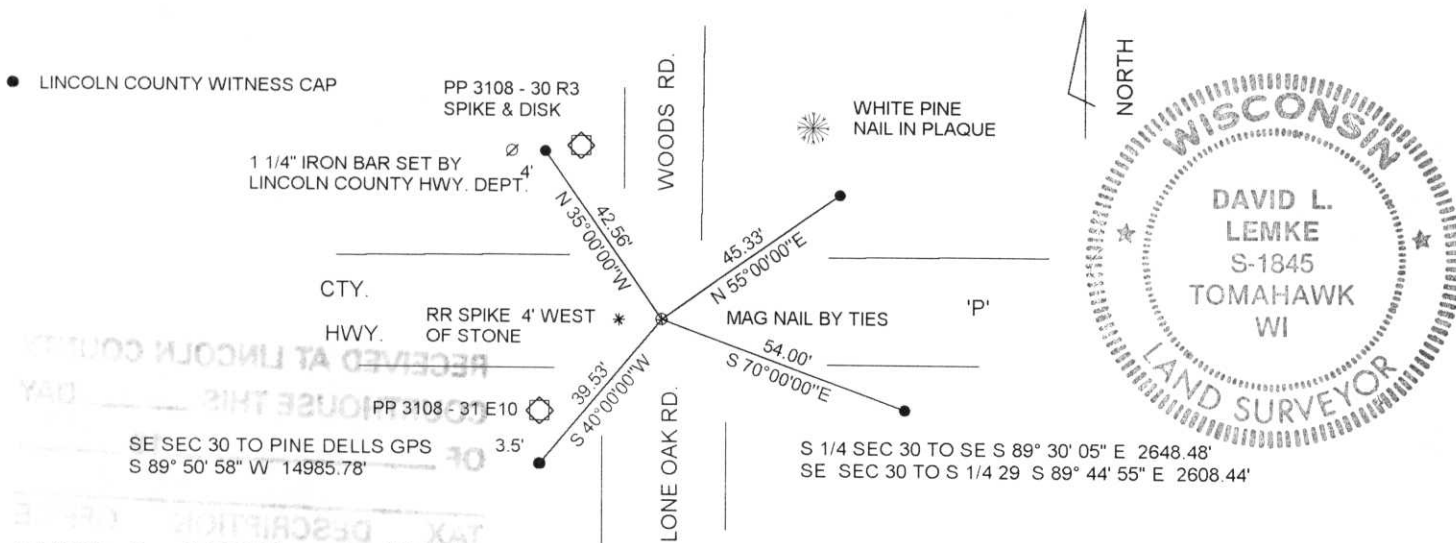 LINCOLN COUNTY WITNESS CAP
PP 3108 - 30 R3
SPIKE & DISK
WOODS RD.
WHITE PINE
NAIL IN PLAQUE
NORTH
1 1/4" IRON BAR SET BY
LINCOLN COUNTY HWY. DEPT.
4'
42.56'
N 35°00'00"W
45.33'
N 55°00'00"E
CTY.
HWY.
RR SPIKE 4' WEST
OF STONE
MAG NAIL BY TIES
'P'
39.53'
S 40°00'00"W
54.00'
S 70°00'00"E
PP 3108 - 31 E10
3.5'
SE SEC 30 TO PINE DELLS GPS
S 89° 50' 58" W 14985.78'
LONE OAK RD.
S 1/4 SEC 30 TO SE S 89° 30' 05" E 2648.48'
SE SEC 30 TO S 1/4 29 S 89° 44' 55" E 2608.44'
WISCONSIN
DAVID L.
LEMKE
S-1845
TOMAHAWK
WI
LAND SURVEYOR
RECEIVED AT LINCOLN COUNTY
COURTHOUSE THIS DAY
OF
TAX DESCRIPTION OFFICE